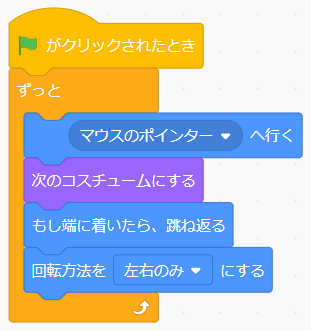 がクリックされたとき
ずっと
マウスのポインター へ行く
次のコスチュームにする
もし端に着いたら、跳ね返る
回転方法を 左右のみ にする